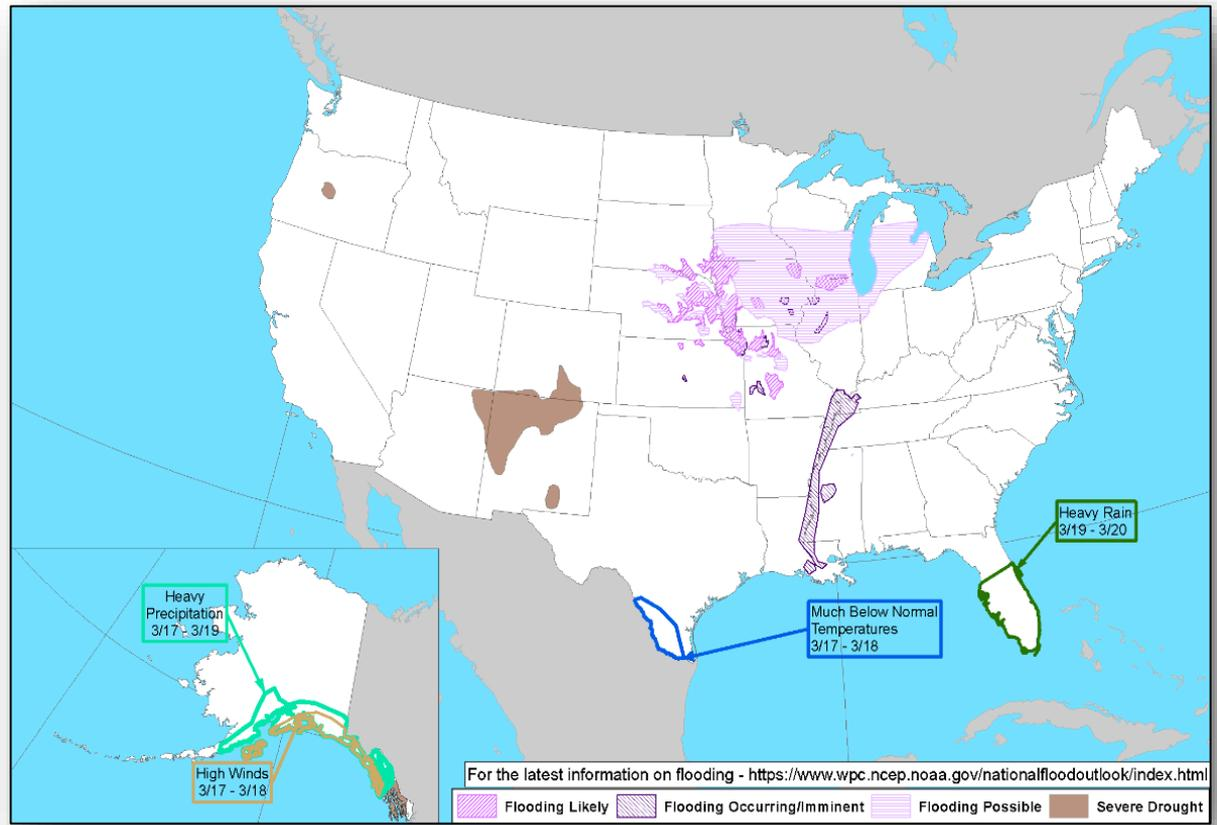 Heavy Rain
3/19 - 3/20
Heavy
Precipitation
3/17 - 3/19
Much Below Normal
Temperatures
3/17 - 3/18
High Winds
3/17 - 3/18
For the latest information on flooding - https://www.wpc.ncep.noaa.gov/nationalfloodoutlook/index.html
Flooding Likely Flooding Occurring/Imminent Flooding Possible Severe Drought